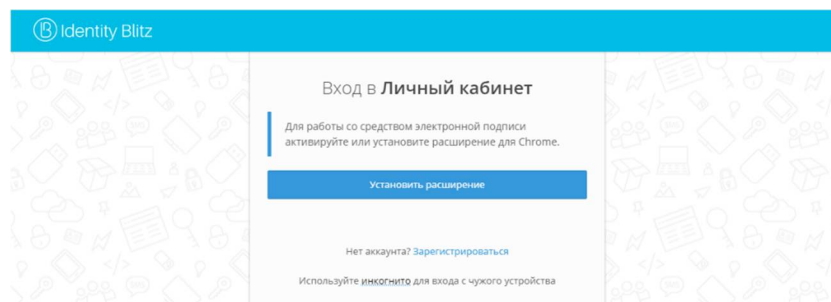 Identity Blitz
Вход в Личный кабинет
Для работы со средством электронной подписи
активируйте или установите расширение для Chrome.
Установить расширение
Нет аккаунта? Зарегистрироваться
Используйте инкогнито для входа с чужого устройства